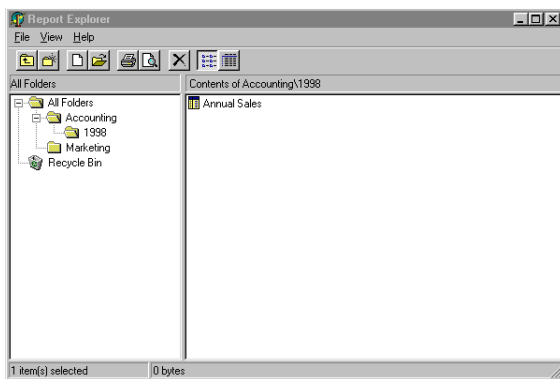 Report Explorer
File View Help
All Folders
Contents of Accounting\1998
All Folders
Accounting
1998
Marketing
Recycle Bin
Annual Sales
1 item(s) selected
0 bytes